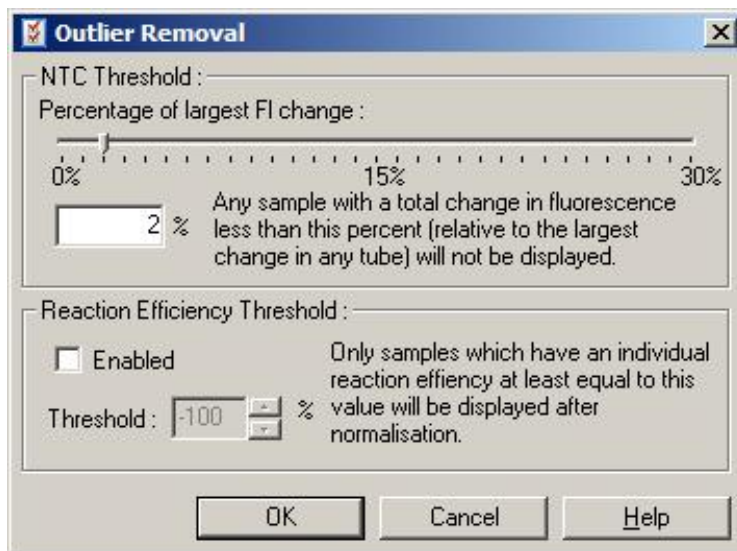 Outlier Removal
NTC Threshold :
Percentage of largest Fl change :
0% 15% 30%
2 %
Any sample with a total change in fluorescence
less than this percent (relative to the largest
change in any tube) will not be displayed.
Reaction Efficiency Threshold :
Enabled
Threshold : -100 %
Only samples which have an individual
reaction effiency at least equal to this
value will be displayed after
normalisation.
OK Cancel Help